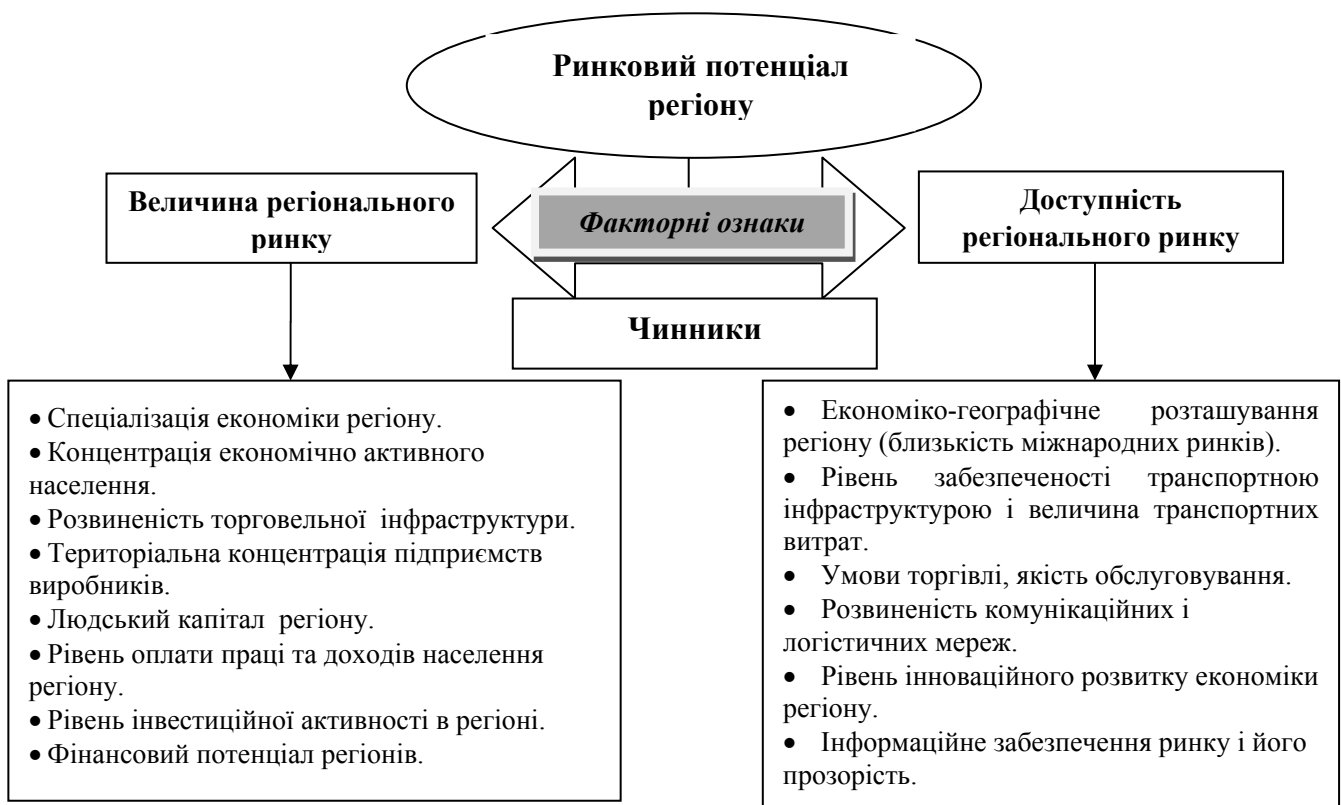 Ринковий потенціал
регіону
Величина регіонального
ринку
Факторні ознаки
Доступність
регіонального ринку
Чинники
• Спеціалізація економіки регіону.
• Концентрація економічно активного
населення.
• Розвиненість торговельної інфраструктури.
• Територіальна концентрація підприємств
виробників.
• Людський капітал регіону.
• Рівень оплати праці та доходів населення
регіону.
• Рівень інвестиційної активності в регіоні.
• Фінансовий потенціал регіонів.
• Економіко-географічне розташування
регіону (близькість міжнародних ринків).
• Рівень забезпеченості транспортною
інфраструктурою і величина транспортних
витрат.
• Умови торгівлі, якість обслуговування.
• Розвиненість комунікаційних і
логістичних мереж.
• Рівень інноваційного розвитку економіки
регіону.
• Інформаційне забезпечення ринку і його
прозорість.